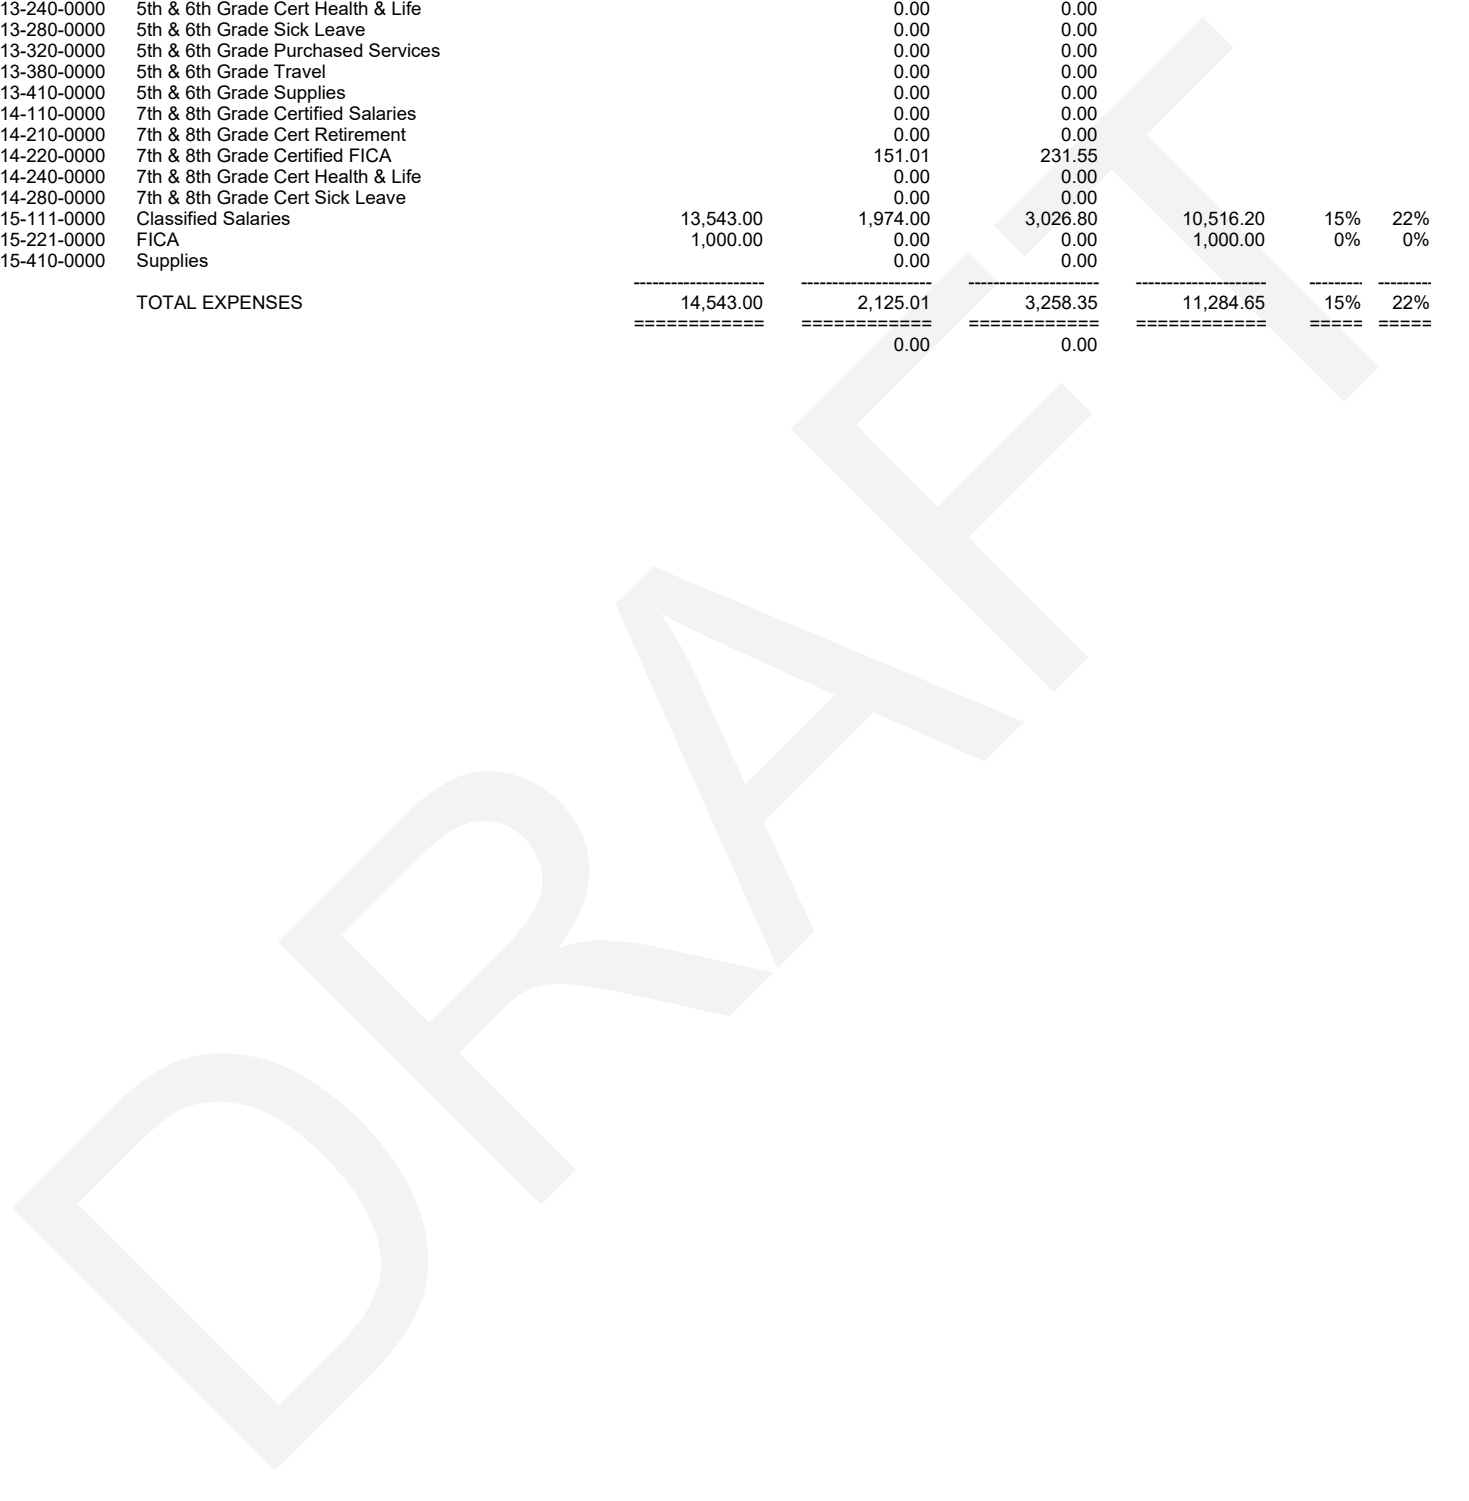 13-240-0000 5th & 6th Grade Cert Health & Life 0.00 0.00
13-280-0000 5th & 6th Grade Sick Leave 0.00 0.00
13-320-0000 5th & 6th Grade Purchased Services 0.00 0.00
13-380-0000 5th & 6th Grade Travel 0.00 0.00
13-410-0000 5th & 6th Grade Supplies 0.00 0.00
14-110-0000 7th & 8th Grade Certified Salaries 0.00 0.00
14-210-0000 7th & 8th Grade Cert Retirement 0.00 0.00
14-220-0000 7th & 8th Grade Certified FICA 151.01 231.55
14-240-0000 7th & 8th Grade Cert Health & Life 0.00 0.00
14-280-0000 7th & 8th Grade Cert Sick Leave 0.00 0.00
15-111-0000 Classified Salaries 13,543.00 1,974.00 3,026.80 10,516.20 15% 22%
15-221-0000 FICA 1,000.00 0.00 0.00 1,000.00 0% 0%
15-410-0000 Supplies 0.00 0.00
--------------------- --------------------- --------------------- --------------------- --------- ---------
TOTAL EXPENSES 14,543.00 2,125.01 3,258.35 11,284.65 15% 22%
============ ============ ============ ============ ===== =====
0.00 0.00
DRAFT